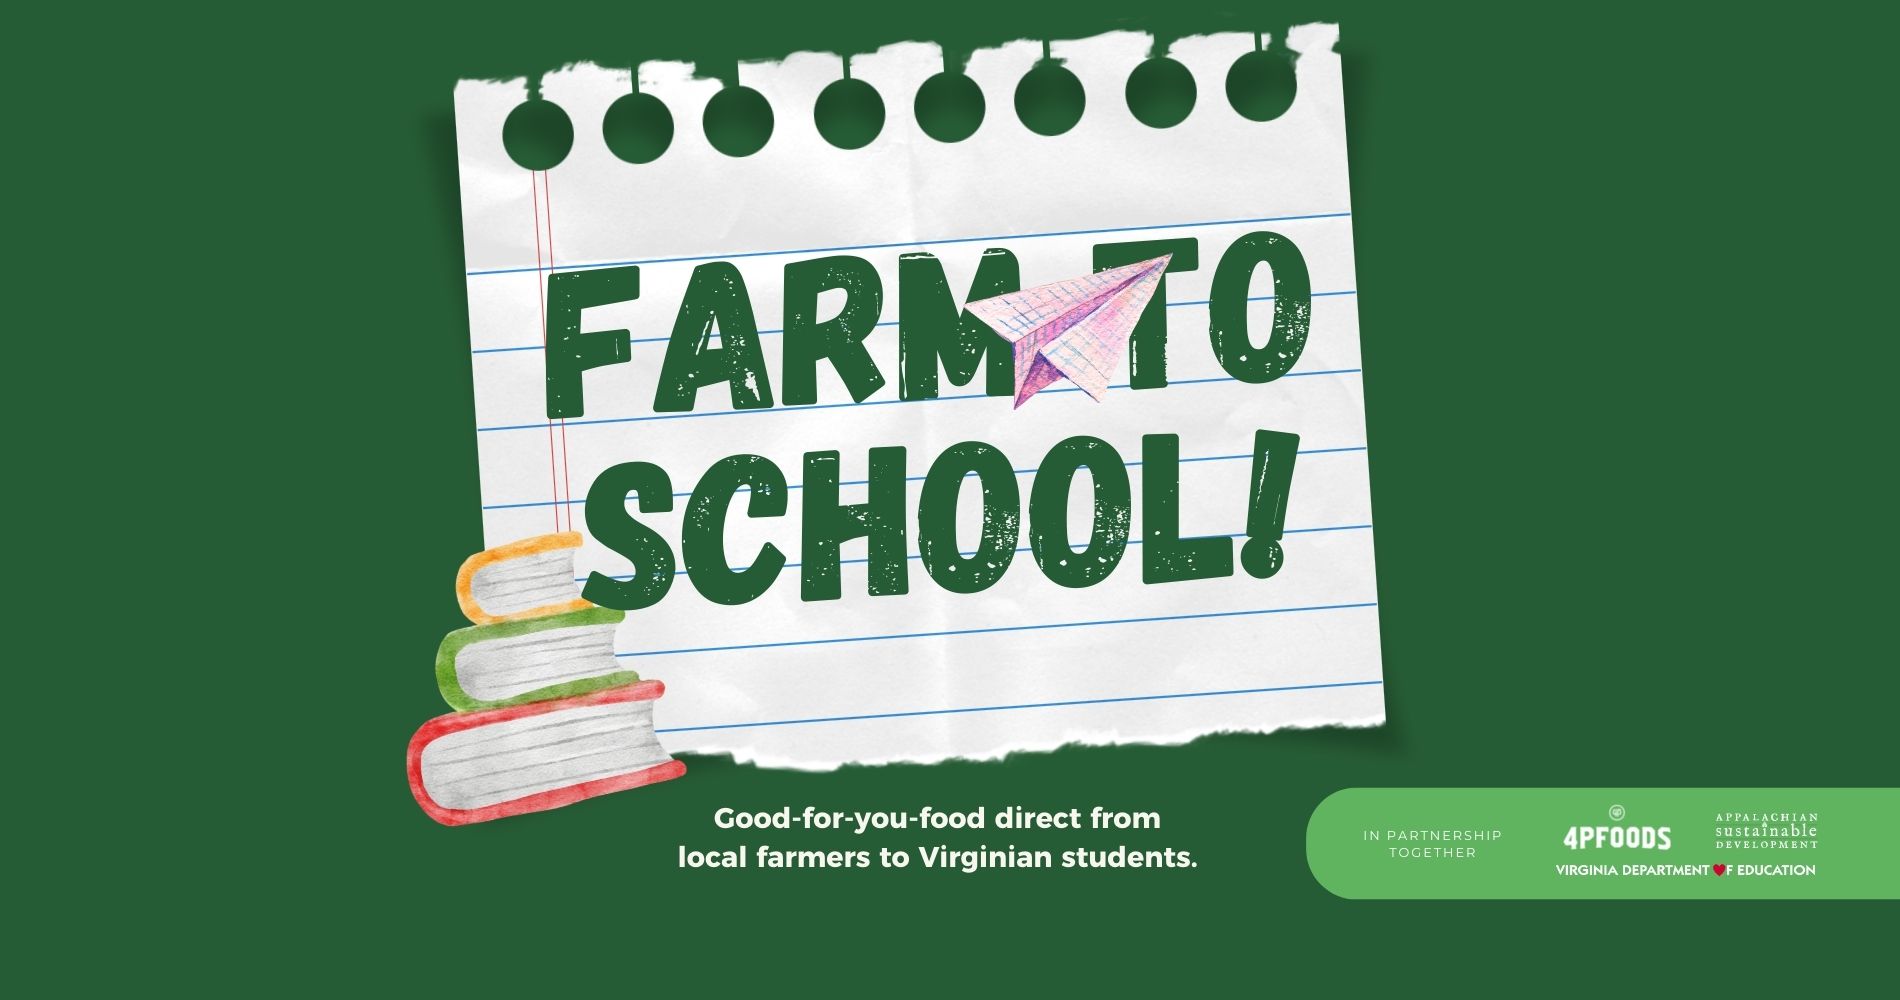 FARM TO
SCHOOL!
Good-for-you-food direct from
local farmers to Virginian students.
IN PARTNERSHIP
TOGETHER
4PFOODS
APPALACHIAN
sustainable
DEVELOPMENT
VIRGINIA DEPARTMENT ❤F EDUCATION